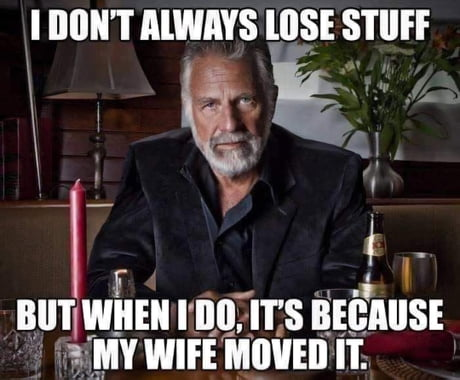 I DON'T ALWAYS LOSE STUFF
BUT WHEN I DO, IT'S BECAUSE
MY WIFE MOVED IT.